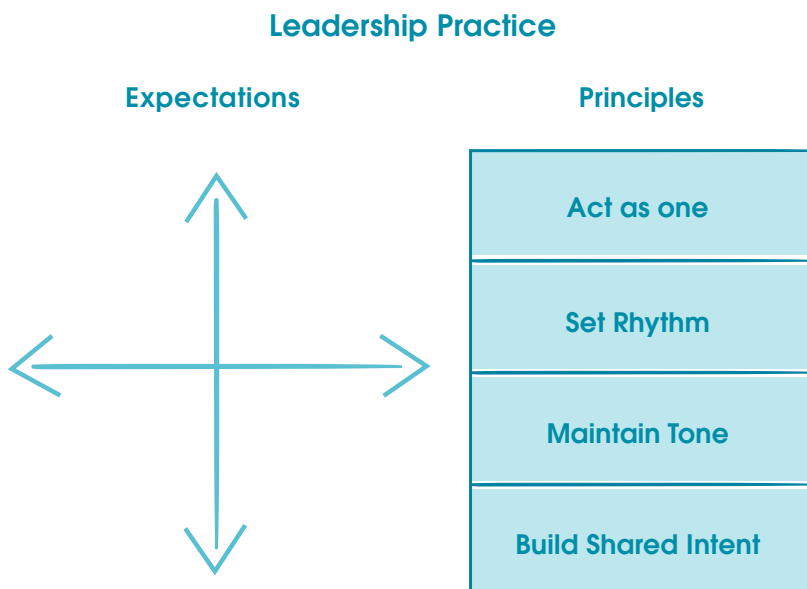 Leadership Practice
Expectations
Principles
Act as one
Set Rhythm
Maintain Tone
Build Shared Intent